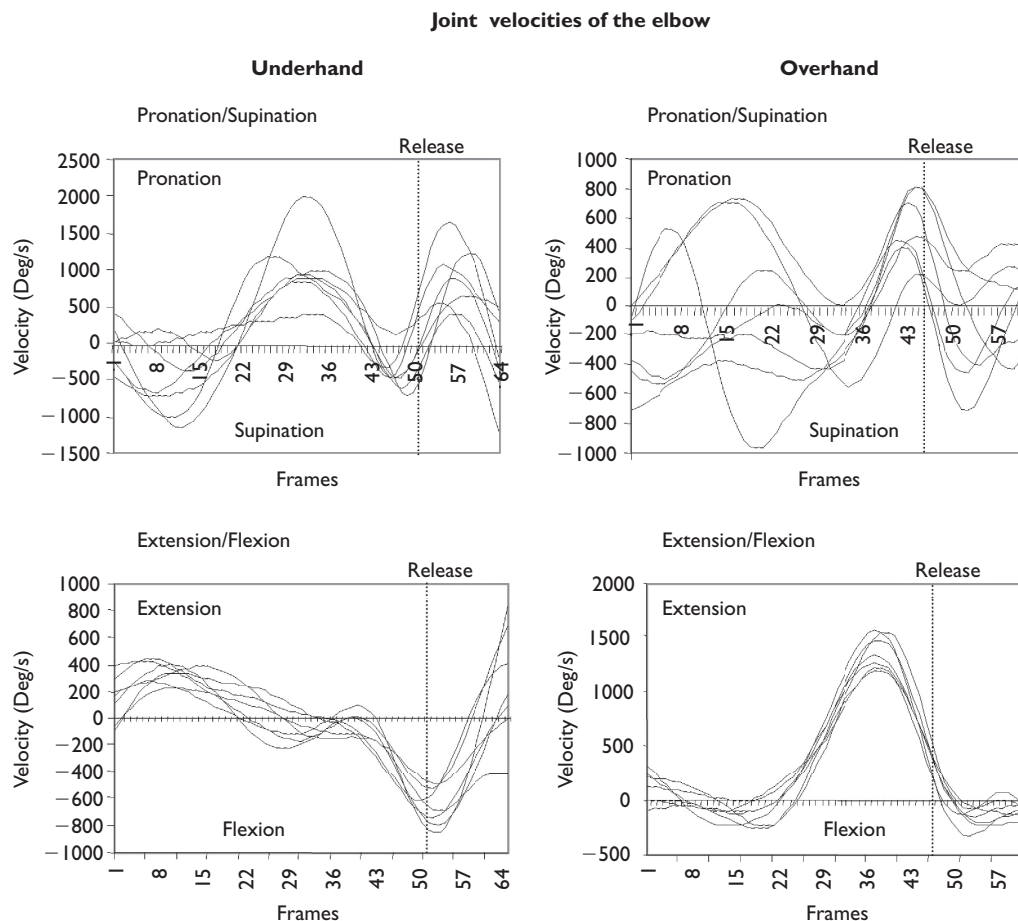 Joint velocities of the elbow
Underhand
Overhand
Pronation/Supination
Release
2500
2000
1500
1000
500
0
−500
−1000
−1500
Velocity (Deg/s)
Pronation
Supination
1 8 15 22 29 36 43 50 57 64
Frames
Pronation/Supination
Release
1000
800
600
400
200
0
−200
−400
−600
−800
−1000
Velocity (Deg/s)
Pronation
Supination
1 8 15 22 29 36 43 50 57
Frames
Extension/Flexion
Release
1000
800
600
400
200
0
−200
−400
−600
−800
−1000
Velocity (Deg/s)
Extension
Flexion
1 8 15 22 29 36 43 50 57 64
Frames
Extension/Flexion
Release
2000
1500
1000
500
0
−500
Velocity (Deg/s)
Extension
Flexion
1 8 15 22 29 36 43 50 57
Frames